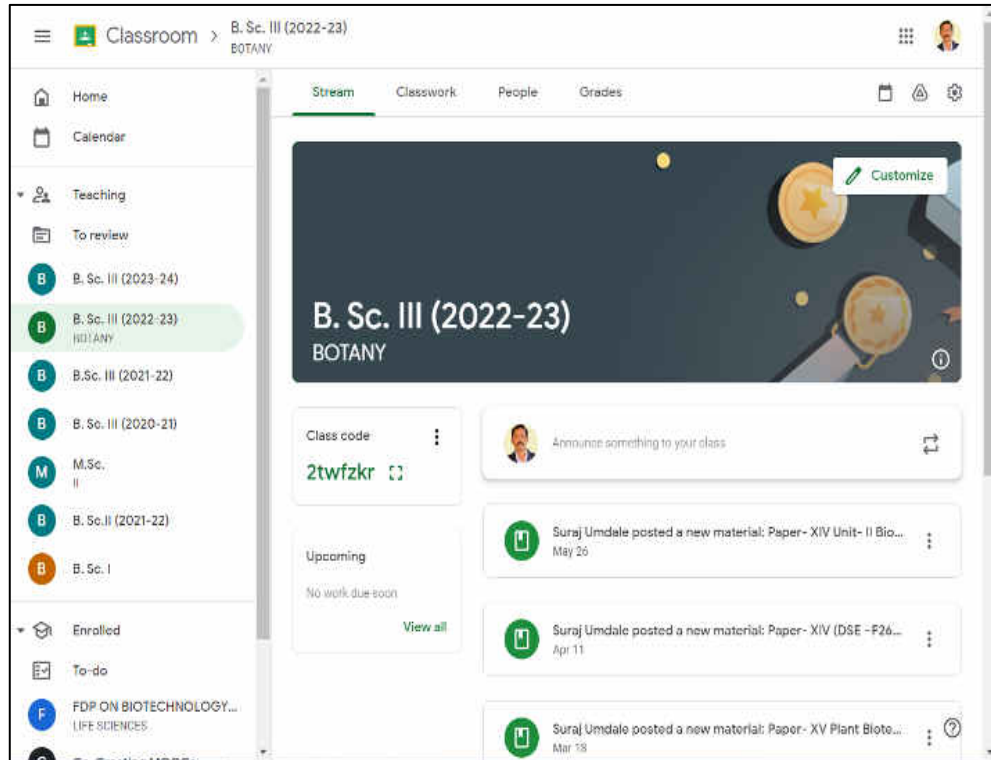 Classroom > B. Sc. III (2022-23)
BOTANY
Home
Calendar
Teaching
To review
B B. Sc. III (2023-24)
B B. Sc. III (2022-23)
BOTANY
B B.Sc. III (2021-22)
B B. Sc. III (2020-21)
M M.Sc.
II
B B. Sc.II (2021-22)
B B. Sc. I
Enrolled
To-do
F FDP ON BIOTECHNOLOGY...
LIFE SCIENCES
Stream Classwork People Grades
Customize
B. Sc. III (2022-23)
BOTANY
Class code
2twfzkr
Upcoming
No work due soon
View all
Announce something to your class
Suraj Umdale posted a new material: Paper- XIV Unit- II Bio...
May 26
Suraj Umdale posted a new material: Paper- XIV (DSE -F26...
Apr 11
Suraj Umdale posted a new material: Paper- XV Plant Biote...
Mar 18